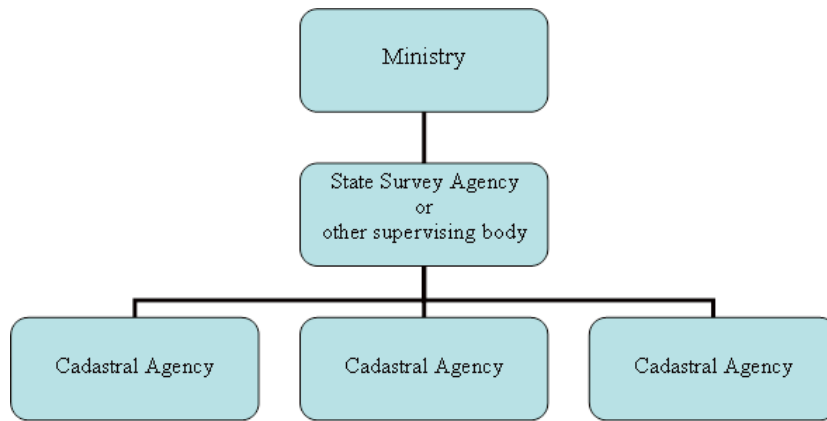 Ministry
State Survey Agency
or
other supervising body
Cadastral Agency
Cadastral Agency
Cadastral Agency